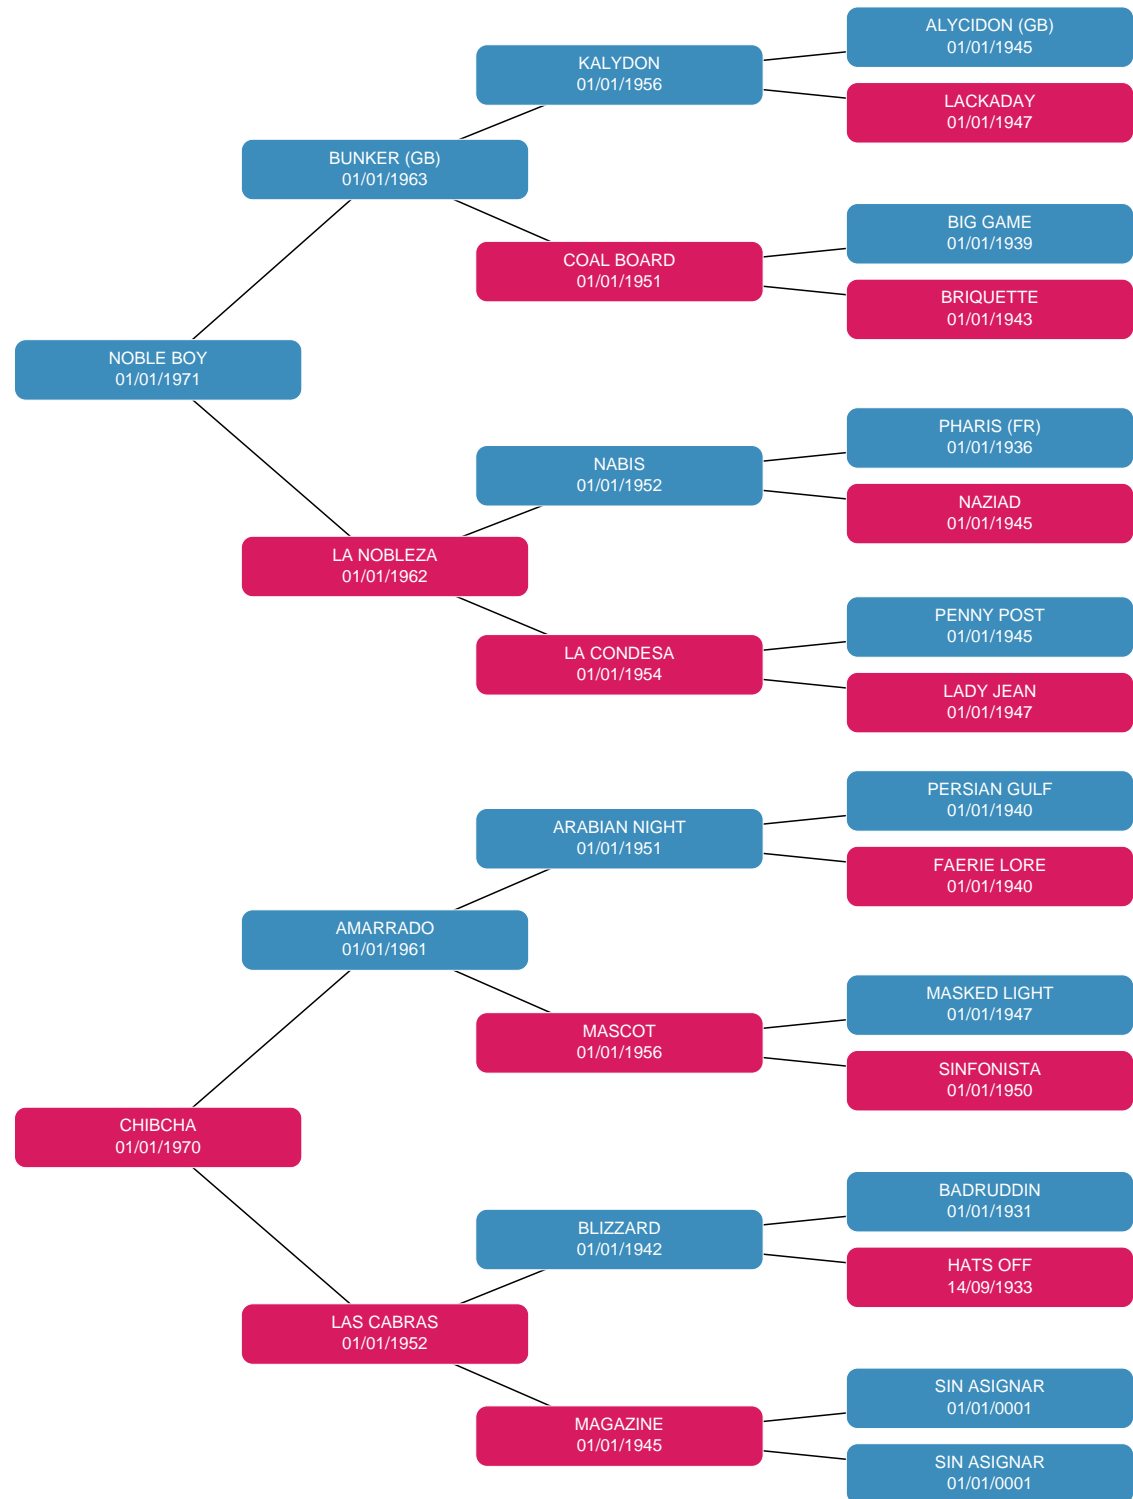 ALYCIDON (GB)
01/01/1945
KALYDON
01/01/1956
LACKADAY
01/01/1947
BUNKER (GB)
01/01/1963
BIG GAME
01/01/1939
COAL BOARD
01/01/1951
BRIQUETTE
01/01/1943
NOBLE BOY
01/01/1971
PHARIS (FR)
01/01/1936
NABIS
01/01/1952
NAZIAD
01/01/1945
LA NOBLEZA
01/01/1962
PENNY POST
01/01/1945
LA CONDESA
01/01/1954
LADY JEAN
01/01/1947
PERSIAN GULF
01/01/1940
ARABIAN NIGHT
01/01/1951
FAERIE LORE
01/01/1940
AMARRADO
01/01/1961
MASKED LIGHT
01/01/1947
MASCOT
01/01/1956
SINFONISTA
01/01/1950
CHIBCHA
01/01/1970
BADRUDDIN
01/01/1931
BLIZZARD
01/01/1942
HATS OFF
14/09/1933
LAS CABRAS
01/01/1952
SIN ASIGNAR
01/01/0001
MAGAZINE
01/01/1945
SIN ASIGNAR
01/01/0001